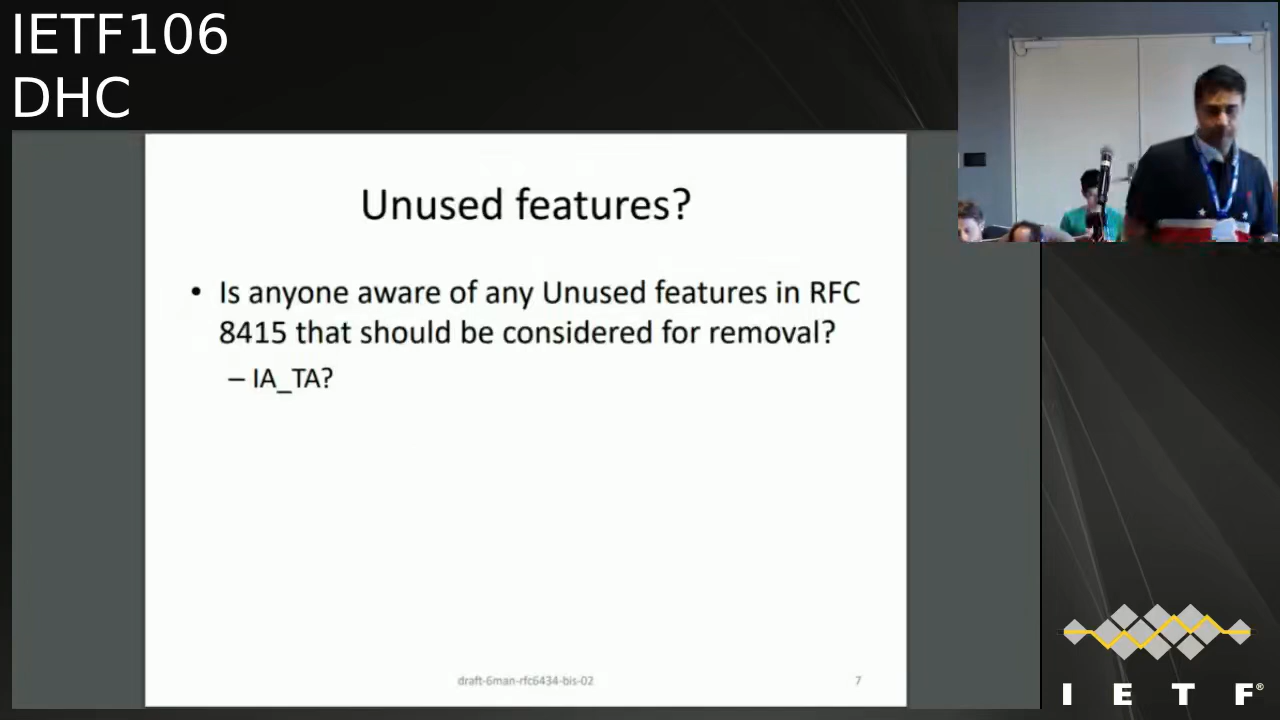 IETF106
DHC
Unused features?
• Is anyone aware of any Unused features in RFC
8415 that should be considered for removal?
– IA_TA?
draft-6man-rfc6434-bis-02
7
I E T F®